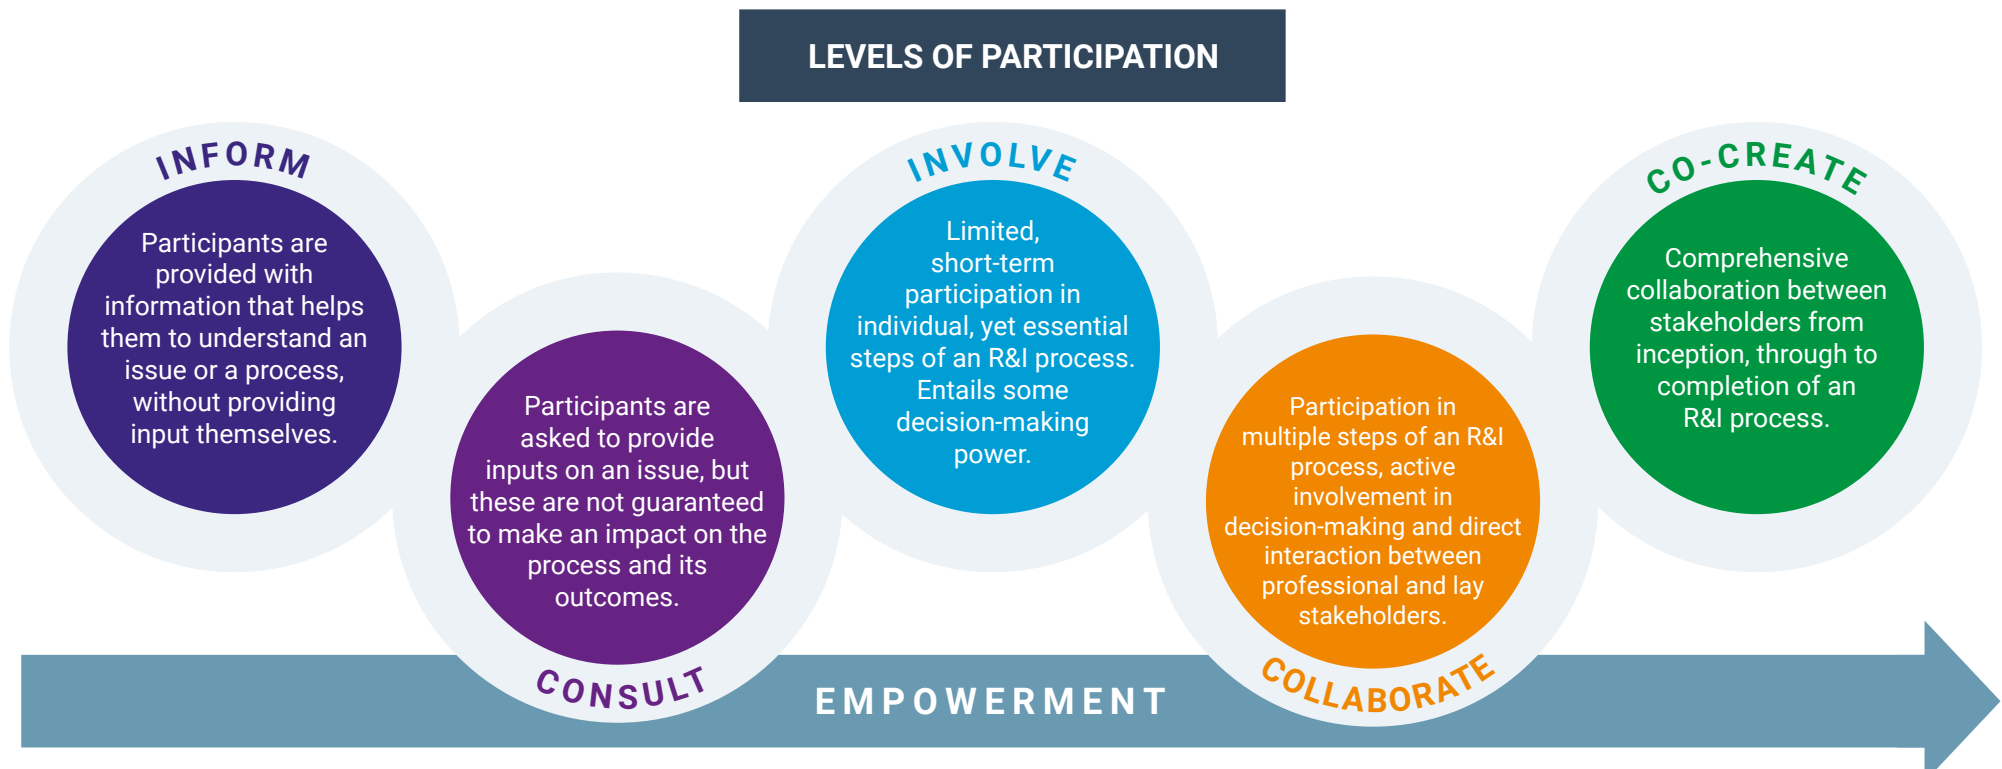 LEVELS OF PARTICIPATION
INFORM
Participants are
provided with
information that helps
them to understand an
issue or a process,
without providing
input themselves.
CONSULT
Participants are
asked to provide
inputs on an issue, but
these are not guaranteed
to make an impact on the
process and its
outcomes.
INVOLVE
Limited,
short-term
participation in
individual, yet essential
steps of an R&I process.
Entails some
decision-making
power.
COLLABORATE
Participation in
multiple steps of an R&I
process, active
involvement in
decision-making and direct
interaction between
professional and lay
stakeholders.
CO-CREATE
Comprehensive
collaboration between
stakeholders from
inception, through to
completion of an
R&I process.
EMPOWERMENT